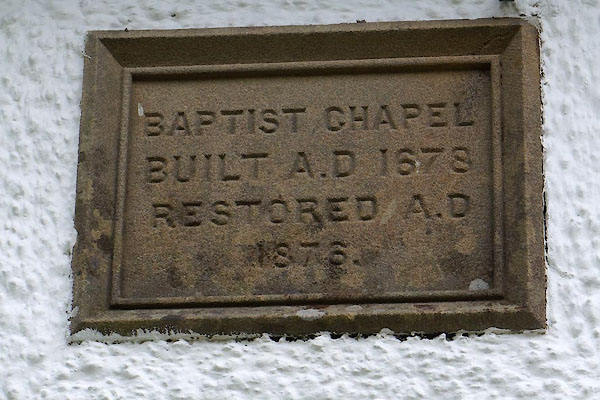 BAPTIST CHAPEL
BUILT A.D 1678
RESTORED A.D
1876.